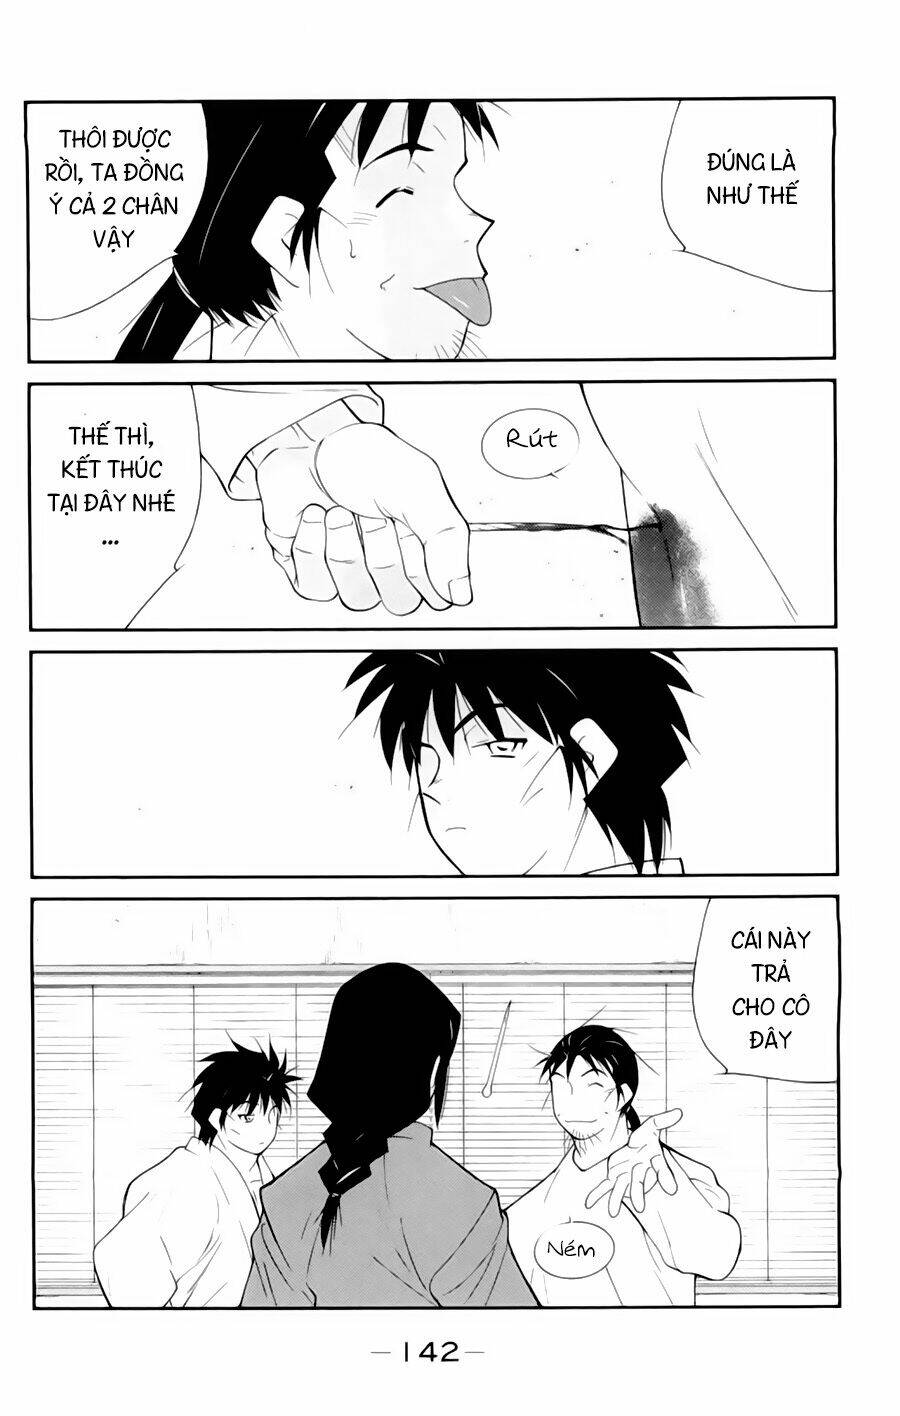 ĐÚNG LÀ
NHƯ THẾ
THÔI ĐƯỢC
RỒI, TA ĐỒNG
Ý CẢ 2 CHÂN
VẬY
Rút
THẾ THÌ,
KẾT THÚC
TẠI ĐÂY NHÉ
...
CÁI NÀY
TRẢ
CHO CÔ
ĐÂY
Ném
— 142 —